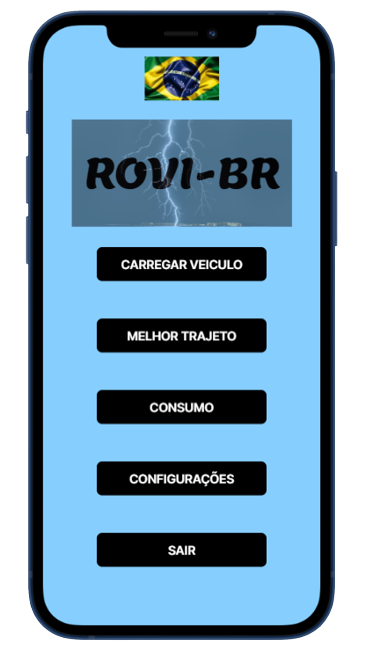 ROVI-BR
CARREGAR VEICULO
MELHOR TRAJETO
CONSUMO
CONFIGURAÇÕES
SAIR